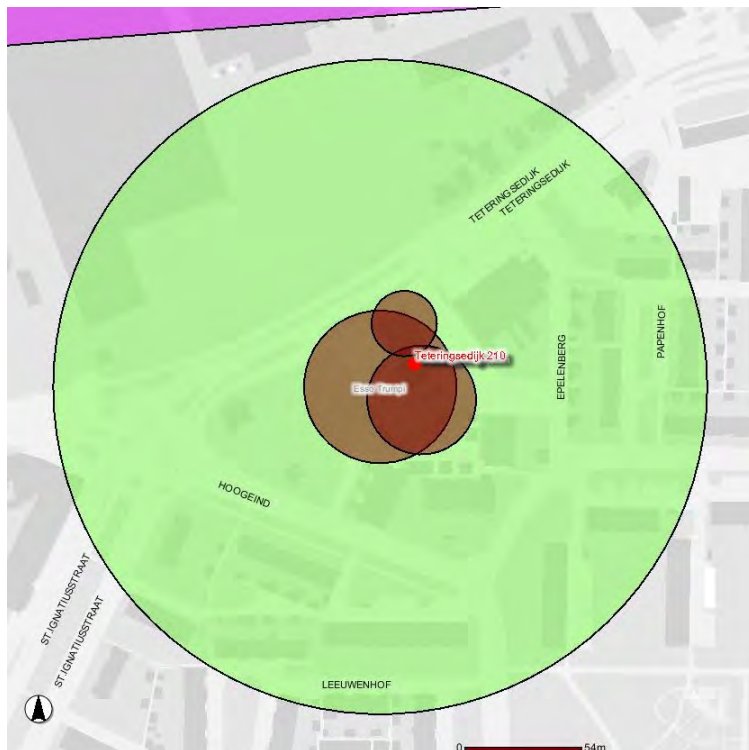 TETERINGSEDIJK
TETERINGSEDIJK
PAPENHOF
EPELENBERG
Teteringsedijk 210
Esso Trumpi
HOOGEIND
ST.IGNATIUSSTRAAT
ST.IGNATIUSSTRAAT
LEEUWENHOF
0 54m